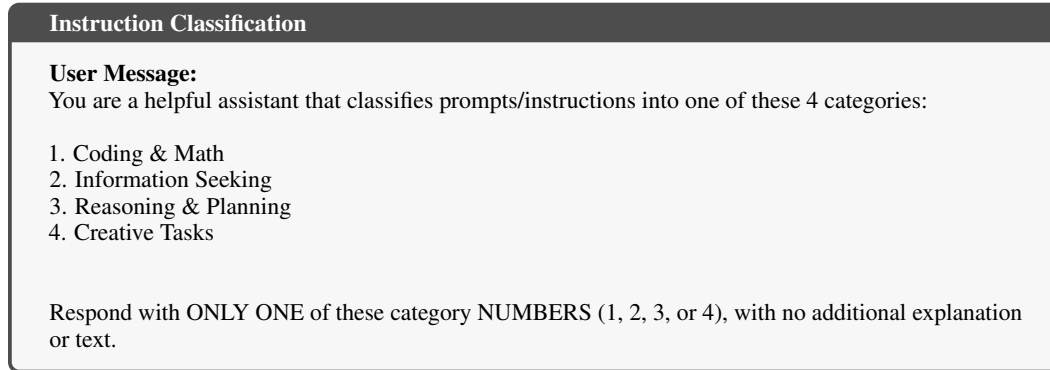 Instruction Classification
User Message:
You are a helpful assistant that classifies prompts/instructions into one of these 4 categories:
1. Coding & Math
2. Information Seeking
3. Reasoning & Planning
4. Creative Tasks
Respond with ONLY ONE of these category NUMBERS (1, 2, 3, or 4), with no additional explanation
or text.